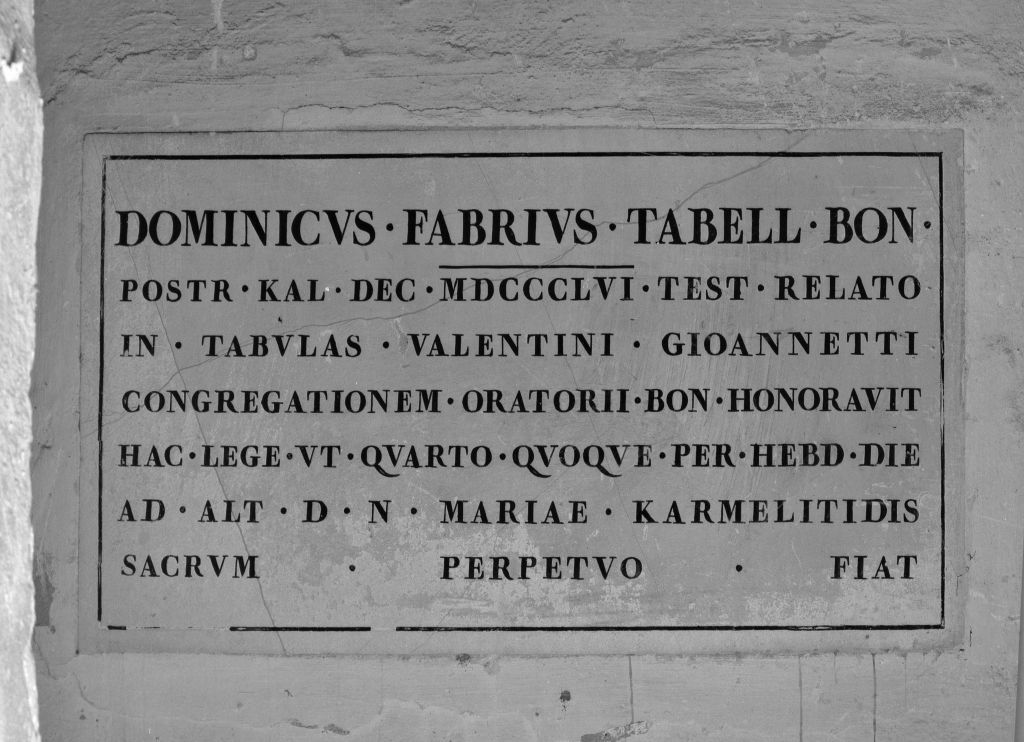 DOMINICVS · FABRIVS · TABELL · BON ·
POSTR · KAL · DEC · MDCCCLVI · TEST · RELATO
IN · TABVLAS · VALENTINI · GIOANNETTI
CONGREGATIONEM · ORATORII · BON · HONORAVIT
HAC · LEGE · VT · QVARTO · QVOQVE · PER · HEBD · DIE
AD · ALT · D · N · MARIAE · KARMELITIDIS
SACRVM · PERPETVO · FIAT